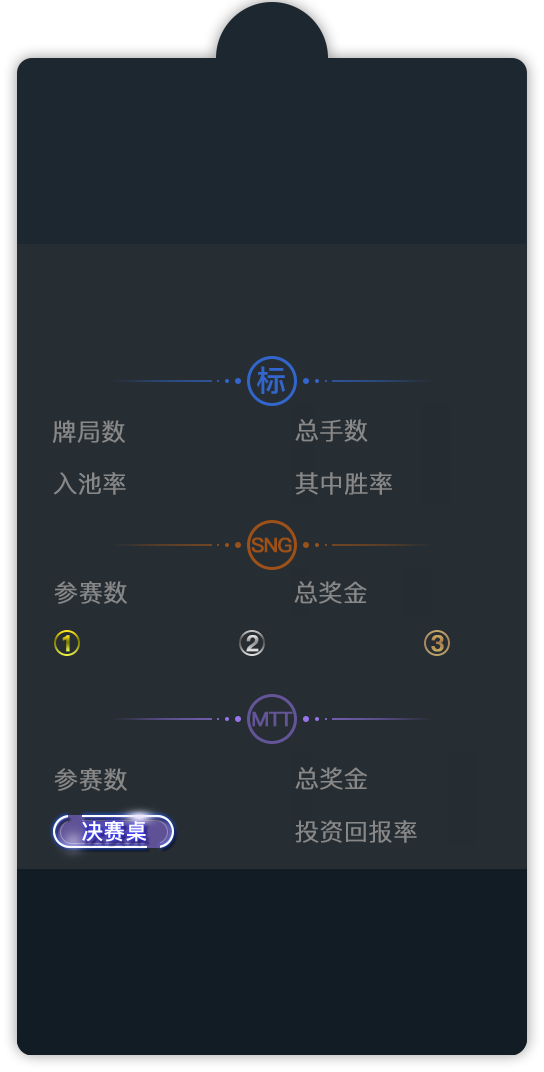 标
牌局数 总手数
入池率 其中胜率
SNG
参赛数 总奖金
① ② ③
MTT
参赛数 总奖金
决赛桌 投资回报率